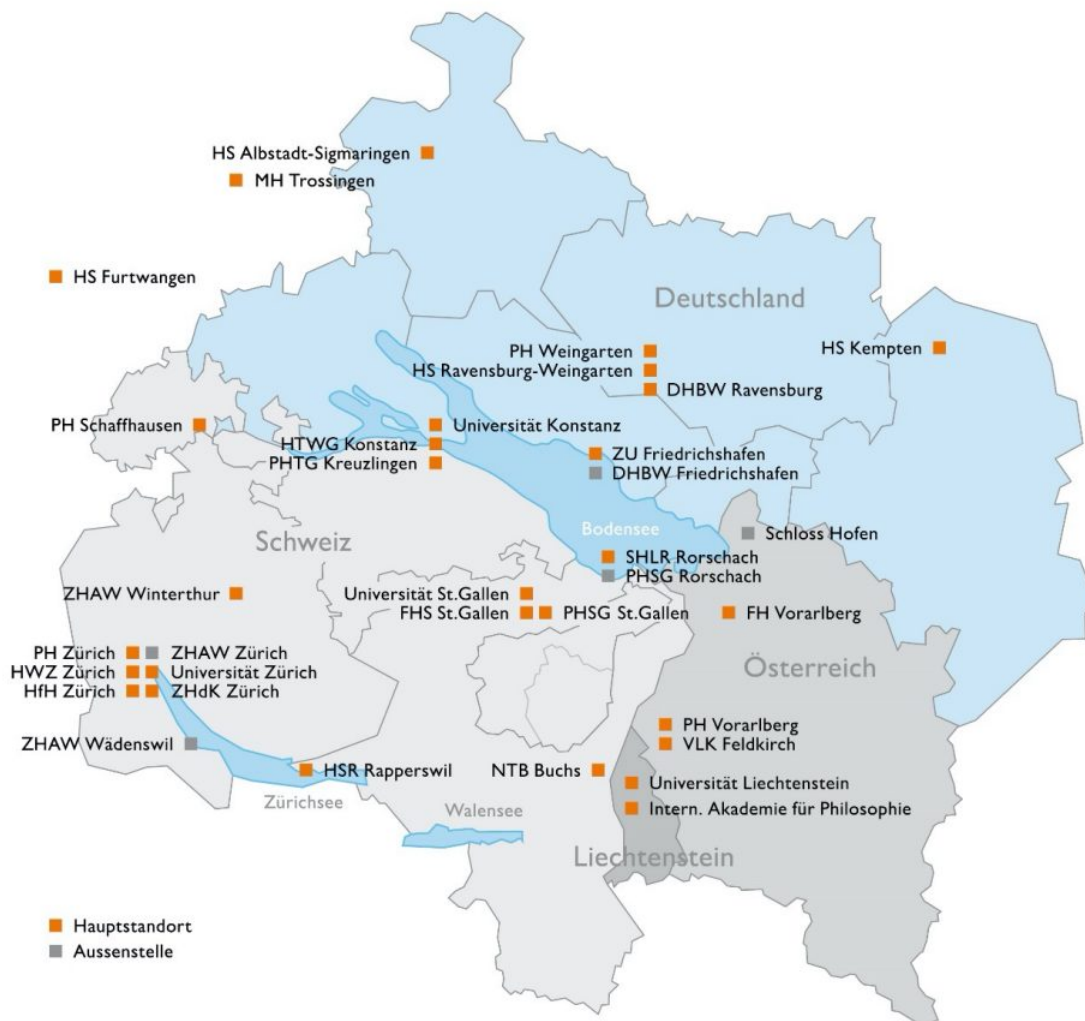 HS Albstadt-Sigmaringen
MH Trossingen
HS Furtwangen
Deutschland
PH Weingarten
HS Kempten
HS Ravensburg-Weingarten
DHBW Ravensburg
PH Schaffhausen
Universität Konstanz
HTWG Konstanz
ZU Friedrichshafen
PHTG Kreuzlingen
DHBW Friedrichshafen
Bodensee
Schloss Hofen
Schweiz
SHLR Rorschach
PHSG Rorschach
ZHAW Winterthur
Universität St.Gallen
FHS St.Gallen
PHSG St.Gallen
FH Vorarlberg
PH Zürich
ZHAW Zürich
Österreich
HWZ Zürich
Universität Zürich
HfH Zürich
ZHdK Zürich
PH Vorarlberg
ZHAW Wädenswil
VLK Feldkirch
HSR Rapperswil
NTB Buchs
Universität Liechtenstein
Zürichsee
Walensee
Intern. Akademie für Philosophie
Liechtenstein
Hauptstandort
Aussenstelle